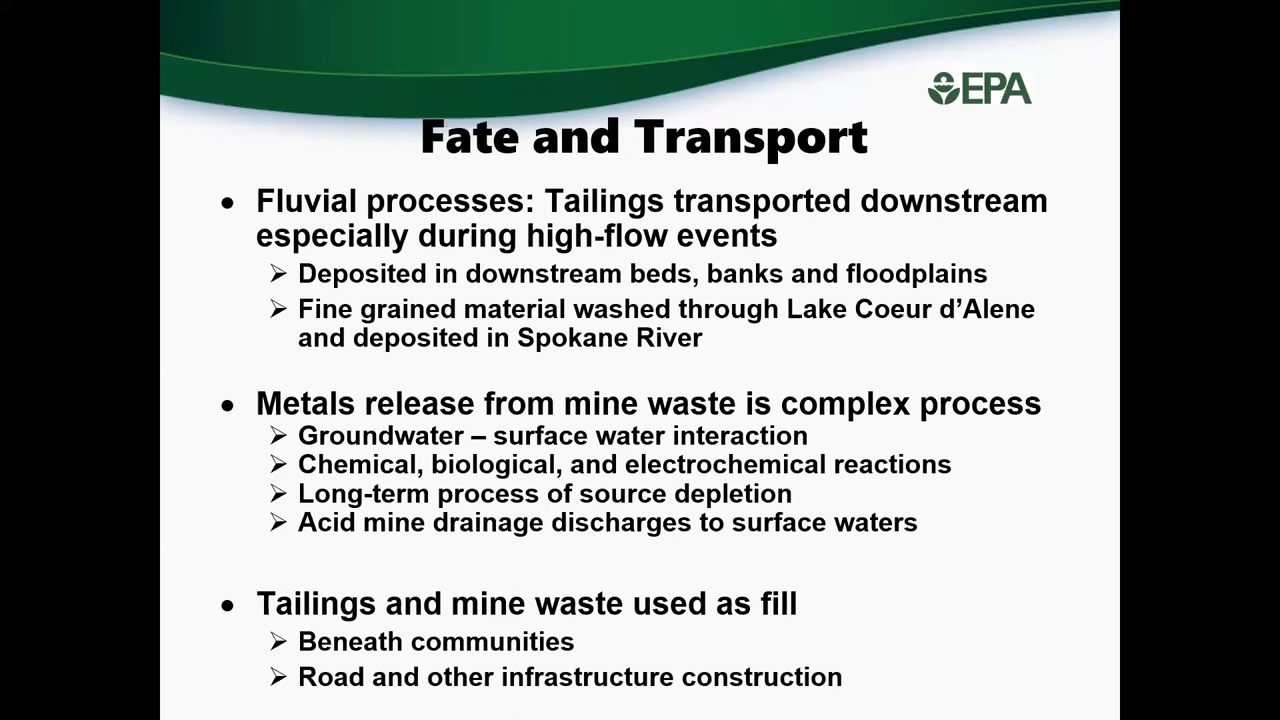 EPA
Fate and Transport
• Fluvial processes: Tailings transported downstream
especially during high-flow events
➢ Deposited in downstream beds, banks and floodplains
➢ Fine grained material washed through Lake Coeur d’Alene
and deposited in Spokane River
• Metals release from mine waste is complex process
➢ Groundwater – surface water interaction
➢ Chemical, biological, and electrochemical reactions
➢ Long-term process of source depletion
➢ Acid mine drainage discharges to surface waters
• Tailings and mine waste used as fill
➢ Beneath communities
➢ Road and other infrastructure construction